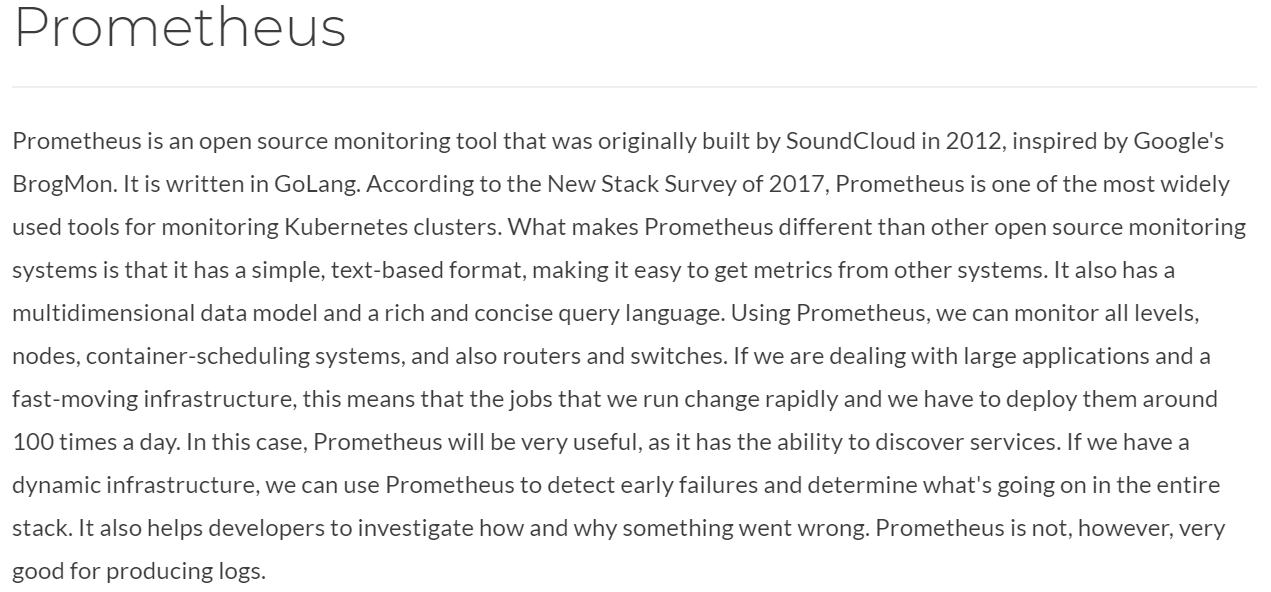 Prometheus
Prometheus is an open source monitoring tool that was originally built by SoundCloud in 2012, inspired by Google's
BrogMon. It is written in GoLang. According to the New Stack Survey of 2017, Prometheus is one of the most widely
used tools for monitoring Kubernetes clusters. What makes Prometheus different than other open source monitoring
systems is that it has a simple, text-based format, making it easy to get metrics from other systems. It also has a
multidimensional data model and a rich and concise query language. Using Prometheus, we can monitor all levels,
nodes, container-scheduling systems, and also routers and switches. If we are dealing with large applications and a
fast-moving infrastructure, this means that the jobs that we run change rapidly and we have to deploy them around
100 times a day. In this case, Prometheus will be very useful, as it has the ability to discover services. If we have a
dynamic infrastructure, we can use Prometheus to detect early failures and determine what's going on in the entire
stack. It also helps developers to investigate how and why something went wrong. Prometheus is not, however, very
good for producing logs.